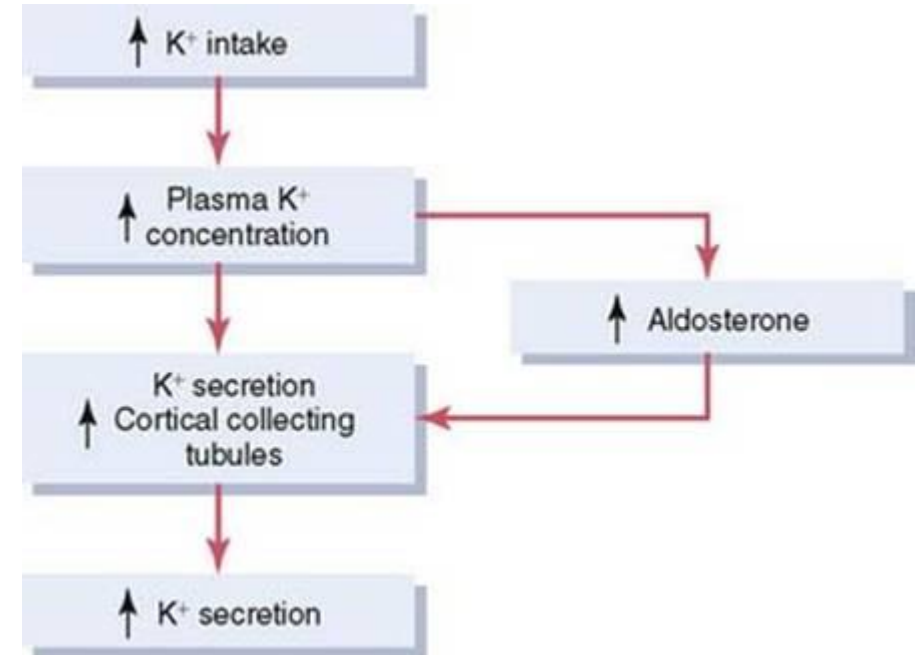 ↑ K⁺ intake
Plasma K⁺
↑ concentration
↑ Aldosterone
K⁺ secretion
↑ Cortical collecting
tubules
↑ K⁺ secretion